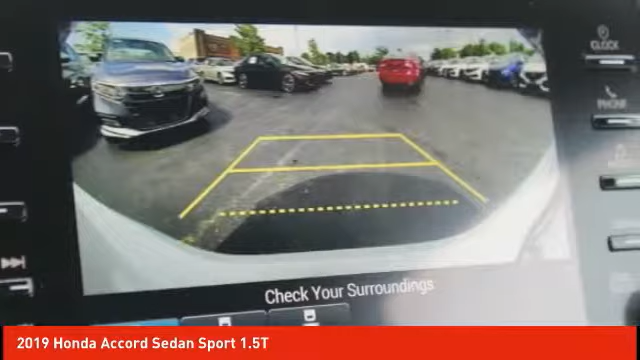 CLOCK
PHONE
Check Your Surroundings
2019 Honda Accord Sedan Sport 1.5T